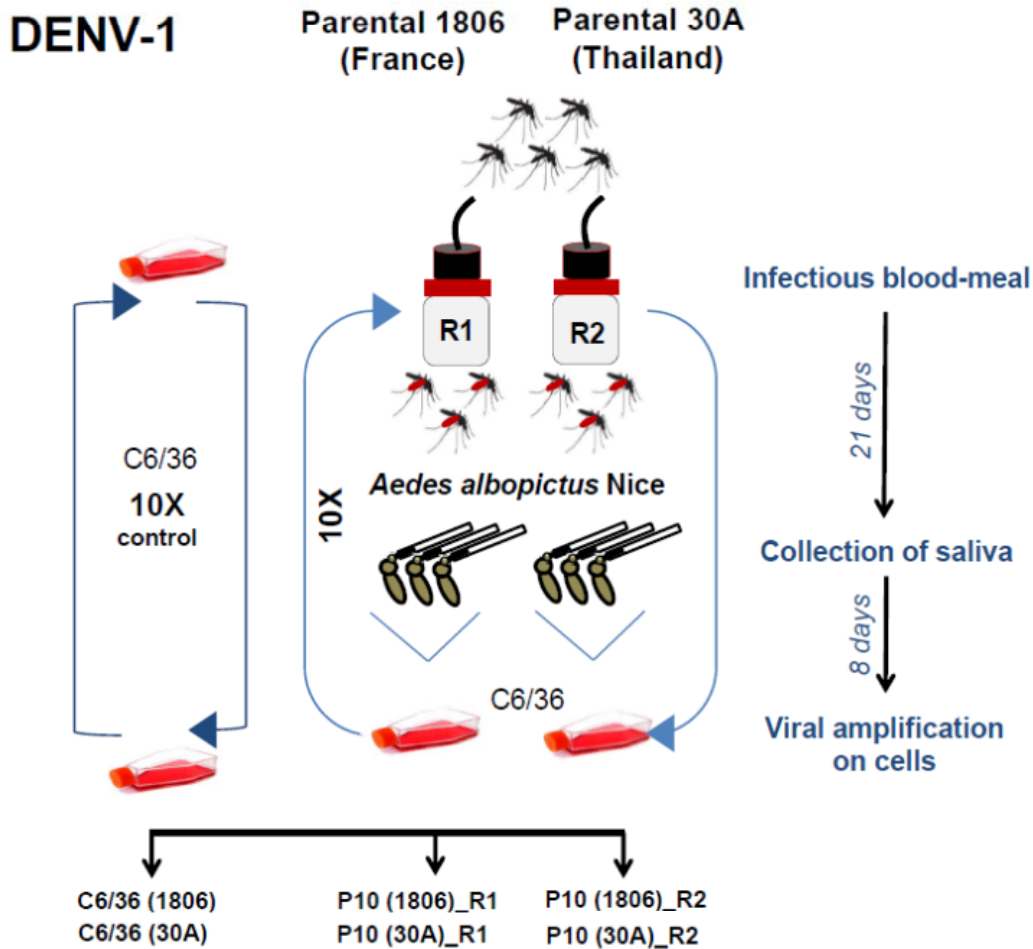 DENV-1
Parental 1806
(France)
Parental 30A
(Thailand)
R1
R2
Infectious blood-meal
21 days
C6/36
10X
control
10X
Aedes albopictus Nice
Collection of saliva
8 days
C6/36
Viral amplification
on cells
C6/36 (1806)
C6/36 (30A)
P10 (1806)_R1
P10 (30A)_R1
P10 (1806)_R2
P10 (30A)_R2